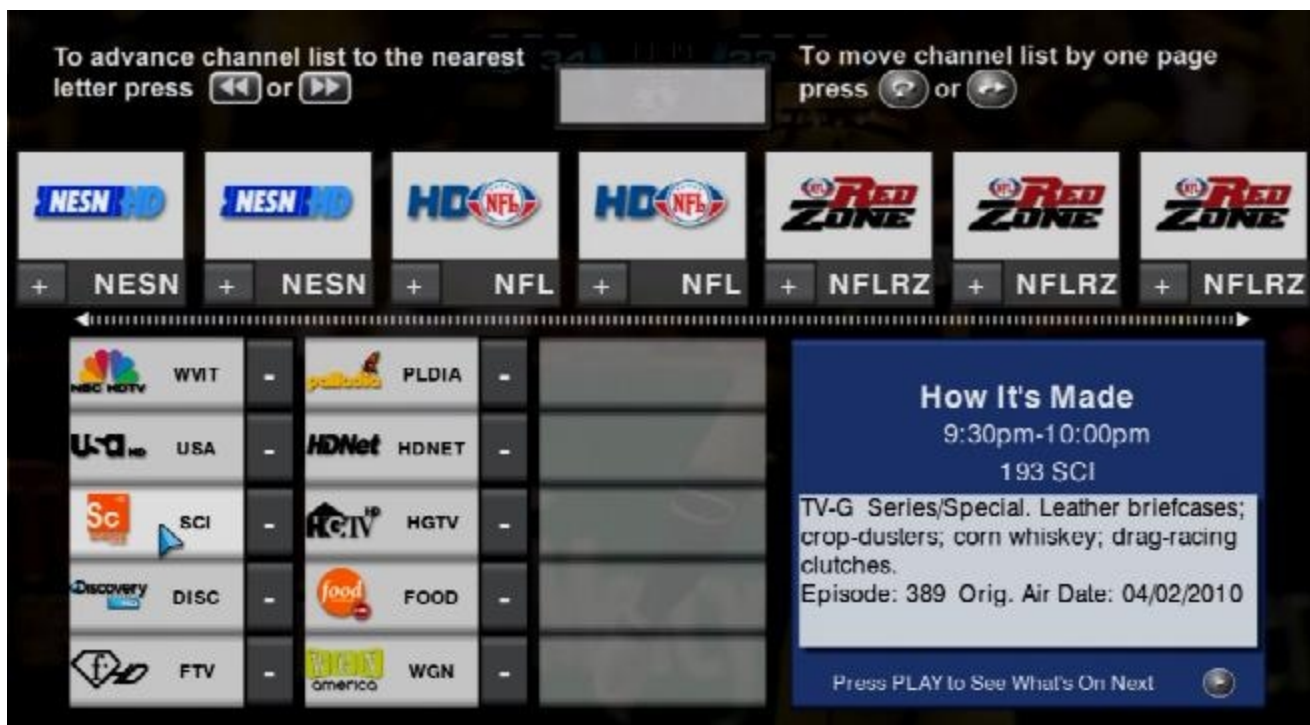 To advance channel list to the nearest
letter press or
To move channel list by one page
press or
NESN HD
NESN HD
HD NFL
HD NFL
NFL RED ZONE
NFL RED ZONE
NFL RED ZONE
+ NESN
+ NESN
+ NFL
+ NFL
+ NFLRZ
+ NFLRZ
+ NFLRZ
NBC HDTV WVIT -
palladia PLDIA -
USA HD USA -
HDNet HDNET -
Sc SCI -
HGTV HD HGTV -
Discovery HD DISC -
food HD FOOD -
f HD FTV -
WGN america WGN -
How It's Made
9:30pm-10:00pm
193 SCI
TV-G Series/Special. Leather briefcases;
crop-dusters; corn whiskey; drag-racing
clutches.
Episode: 389 Orig. Air Date: 04/02/2010
Press PLAY to See What's On Next